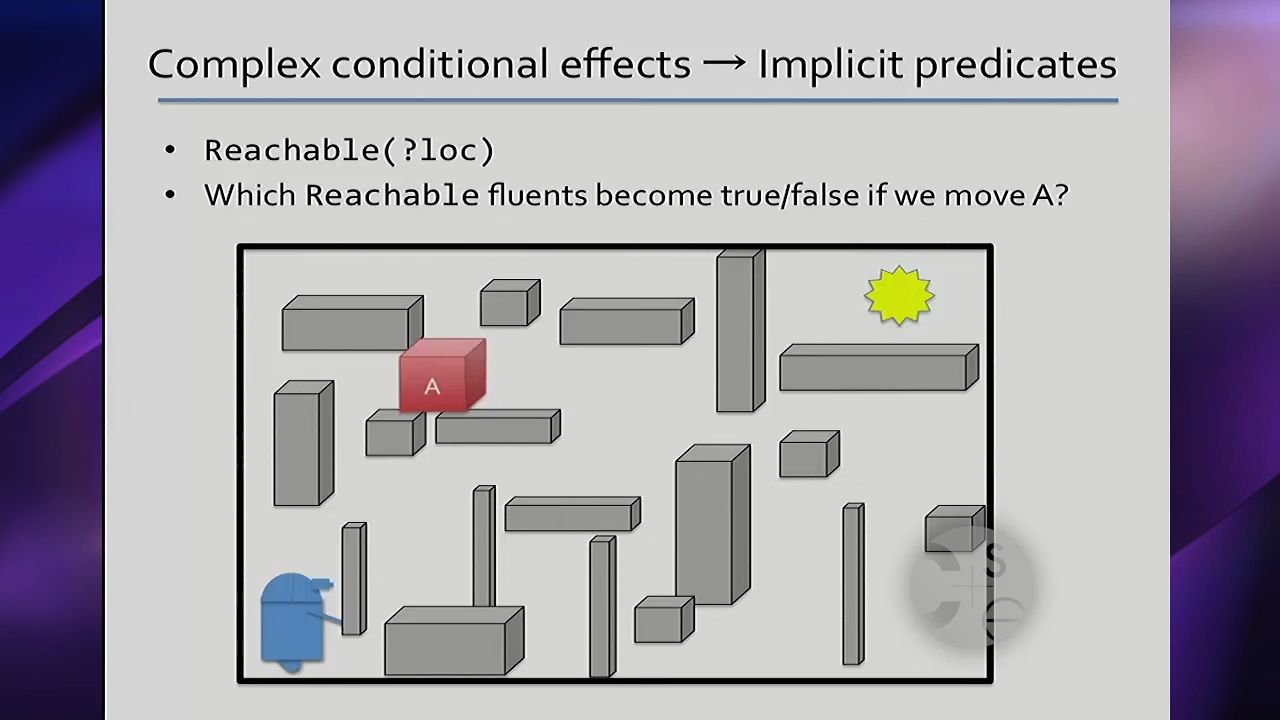 Complex conditional effects → Implicit predicates
• Reachable(?loc)
• Which Reachable fluents become true/false if we move A?
A
C S
+
e